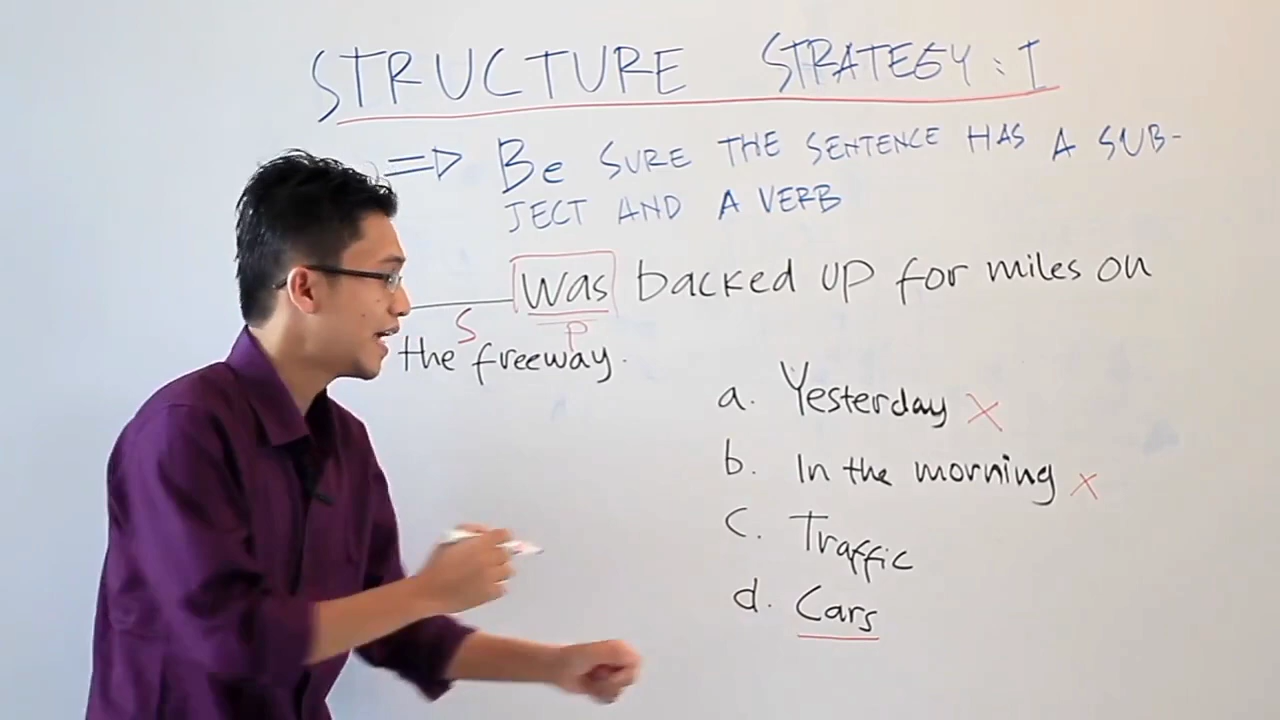 STRUCTURE STRATEGY : I
⇒ Be SURE THE SENTENCE HAS A SUB-
JECT AND A VERB
______ was backed up for miles on
S P
the freeway.
a. Yesterday X
b. In the morning X
c. Traffic
d. Cars